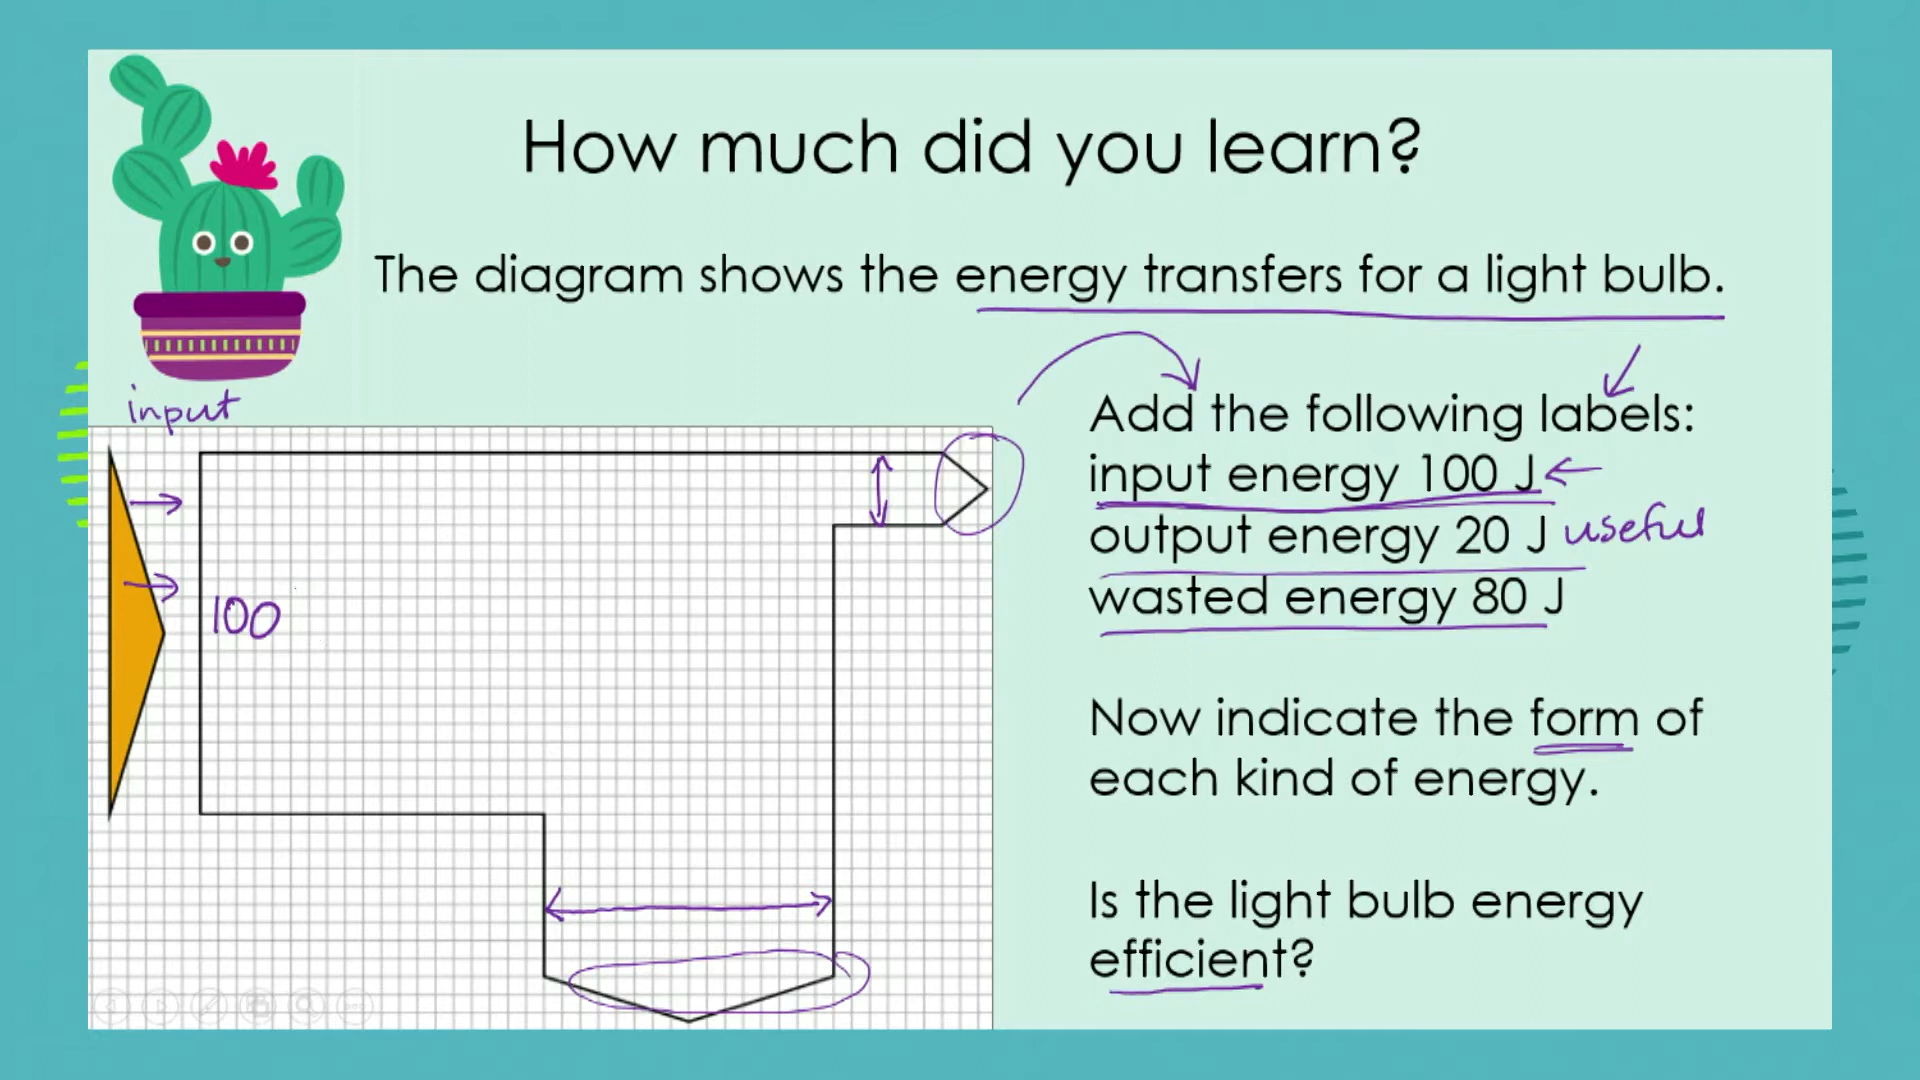 How much did you learn?
The diagram shows the energy transfers for a light bulb.
input
100
Add the following labels:
input energy 100 J
output energy 20 J useful
wasted energy 80 J
Now indicate the form of
each kind of energy.
Is the light bulb energy
efficient?